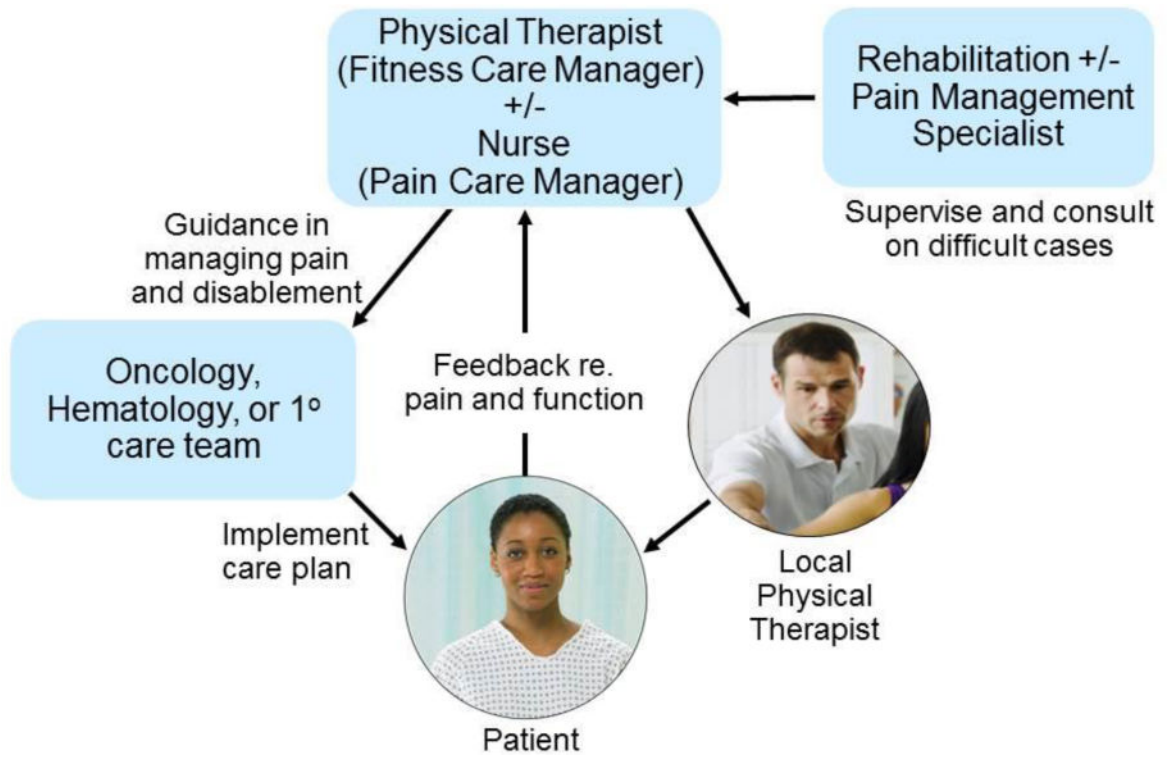 Physical Therapist
(Fitness Care Manager)
+/-
Nurse
(Pain Care Manager)
Rehabilitation +/-
Pain Management
Specialist
Supervise and consult
on difficult cases
Guidance in
managing pain
and disablement
Oncology,
Hematology, or 1º
care team
Feedback re.
pain and function
Implement
care plan
Local
Physical
Therapist
Patient